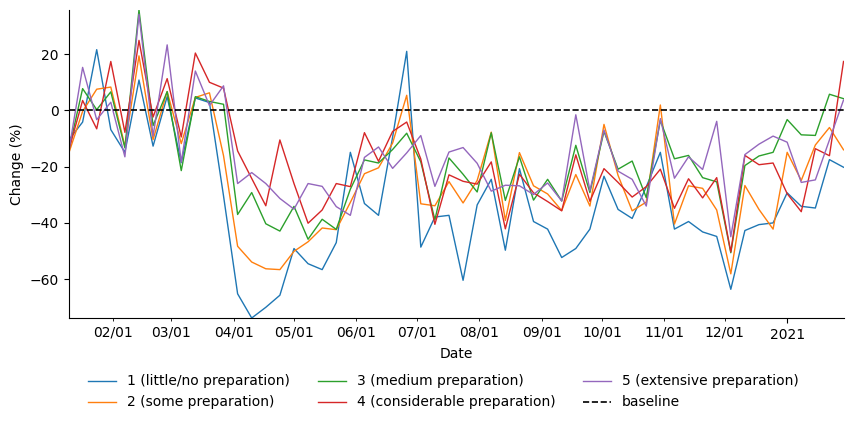 Change (%)
20
0
−20
−40
−60
02/01 03/01 04/01 05/01 06/01 07/01 08/01 09/01 10/01 11/01 12/01 2021
Date
1 (little/no preparation) 3 (medium preparation) 5 (extensive preparation)
2 (some preparation) 4 (considerable preparation) baseline